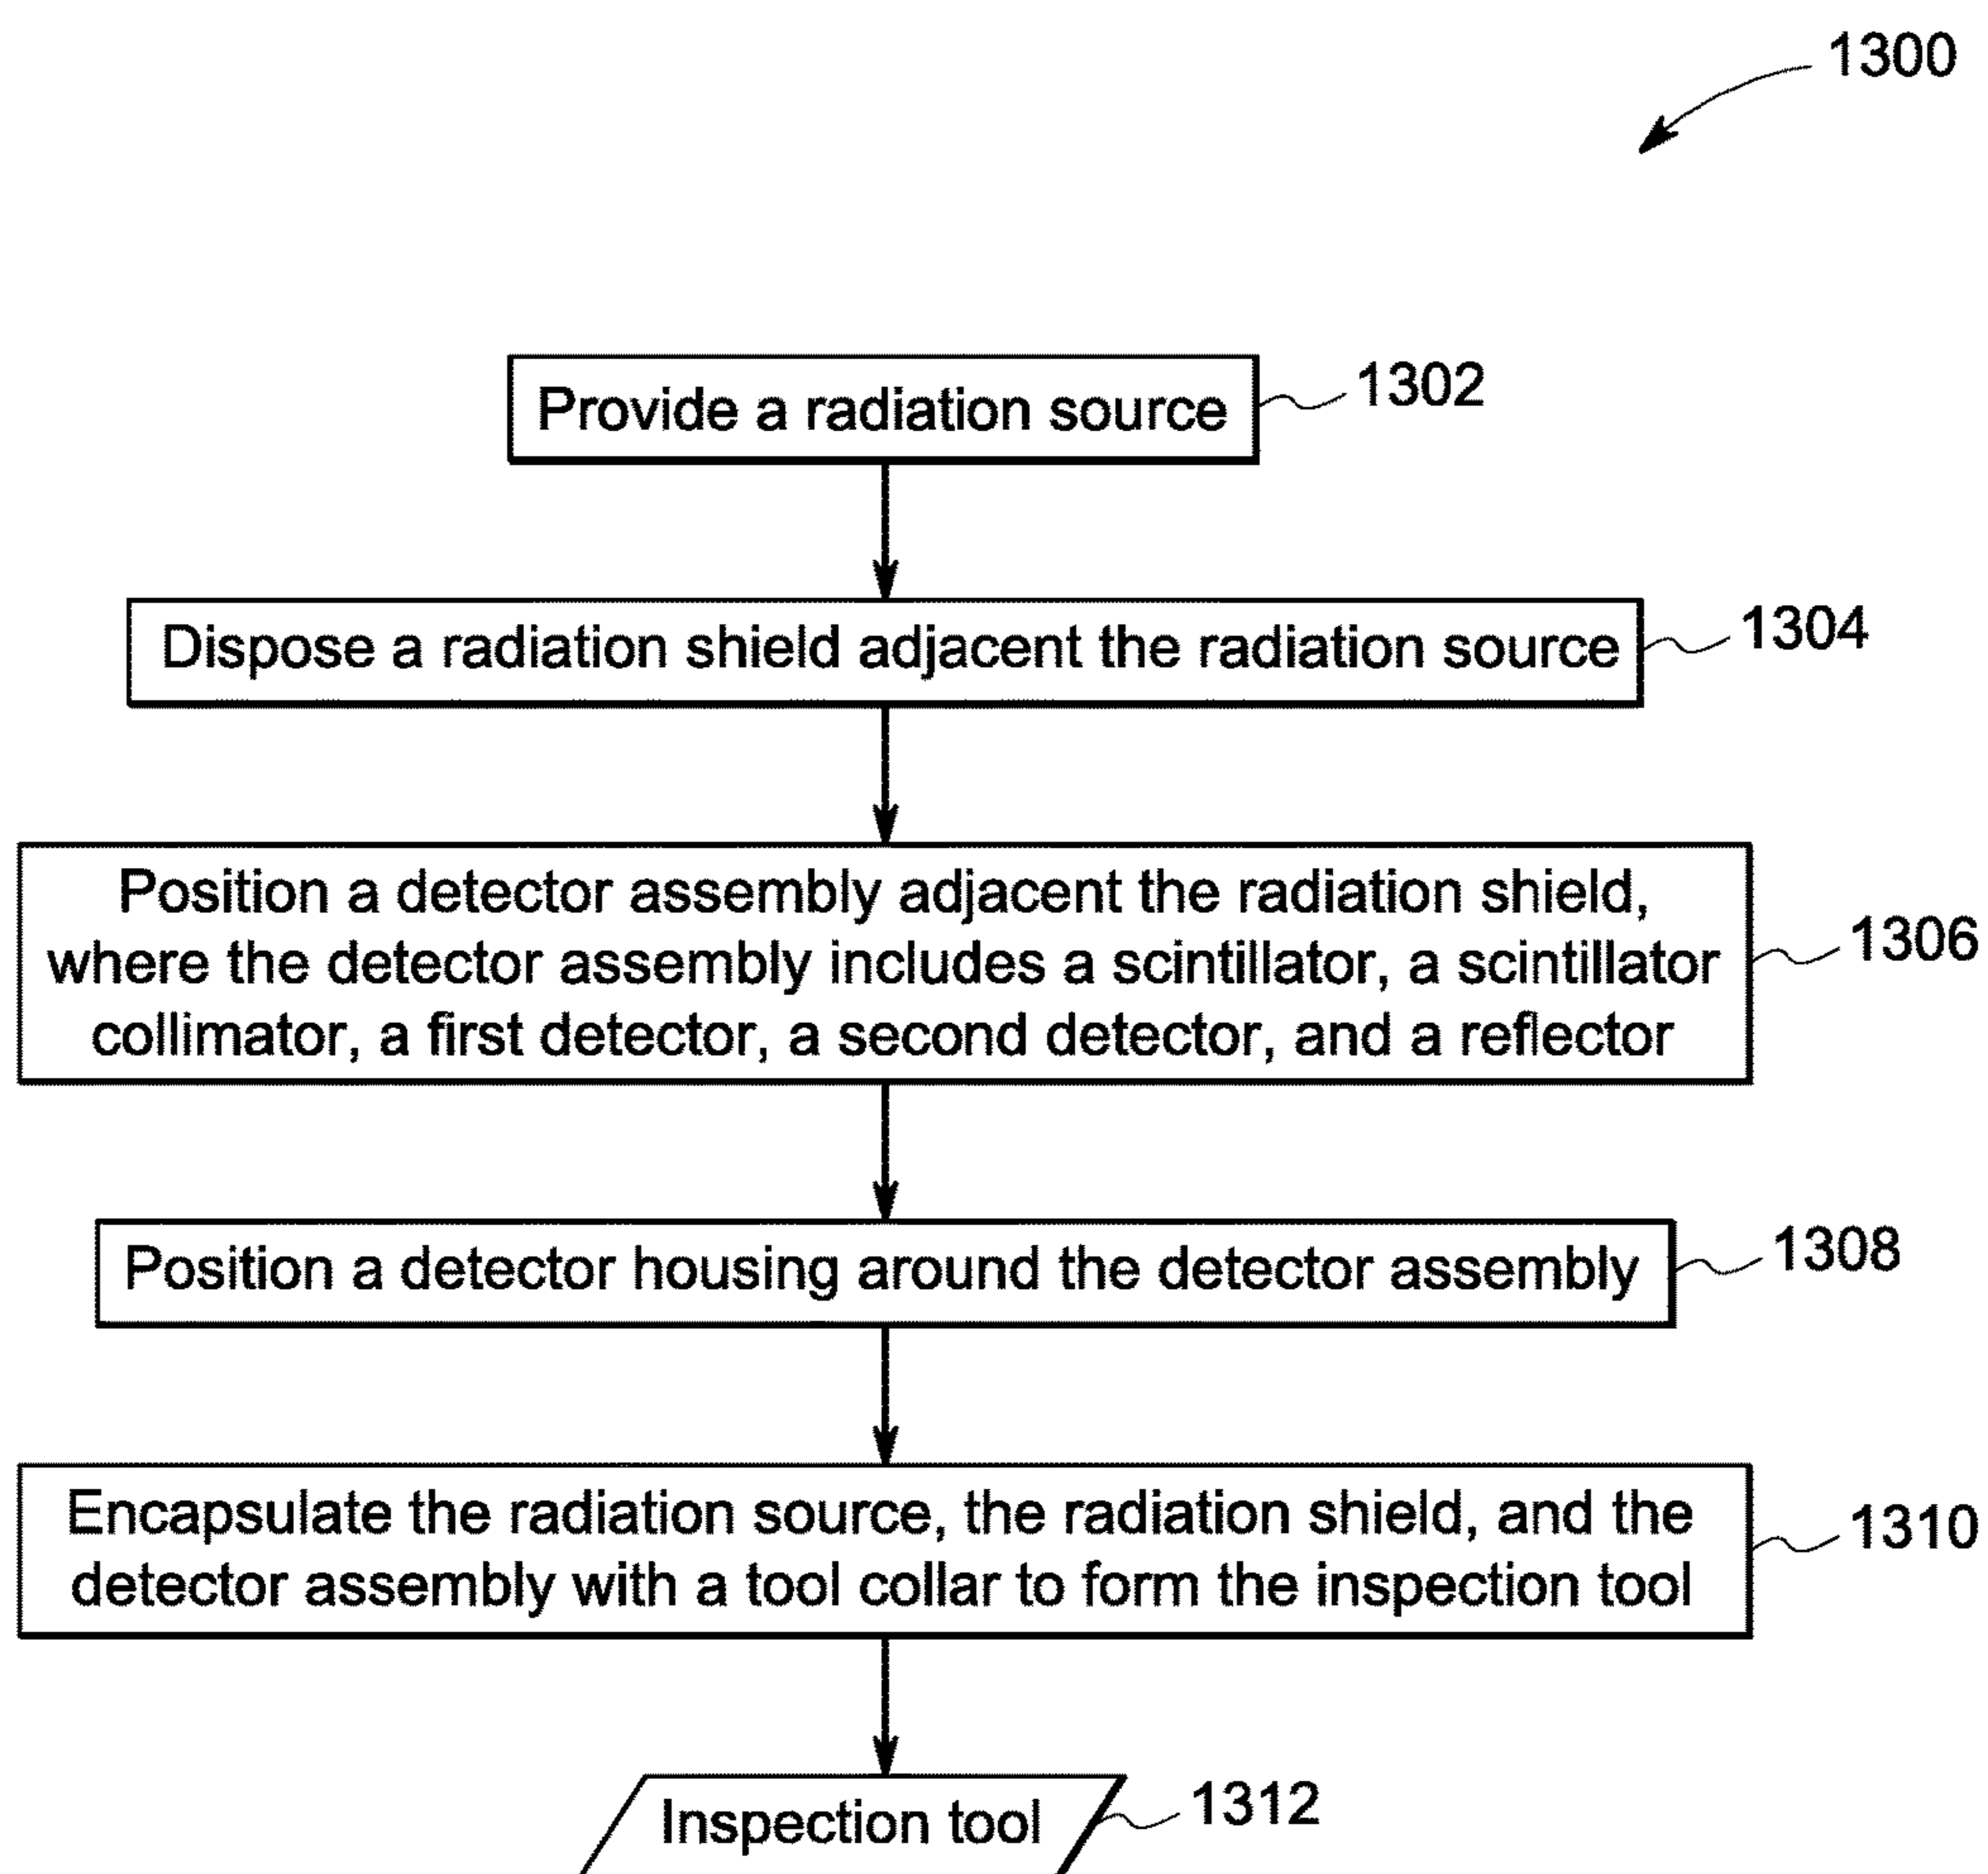 1300
Provide a radiation source
1302
Dispose a radiation shield adjacent the radiation source
1304
Position a detector assembly adjacent the radiation shield,
where the detector assembly includes a scintillator, a scintillator
collimator, a first detector, a second detector, and a reflector
1306
Position a detector housing around the detector assembly
1308
Encapsulate the radiation source, the radiation shield, and the
detector assembly with a tool collar to form the inspection tool
1310
Inspection tool
1312